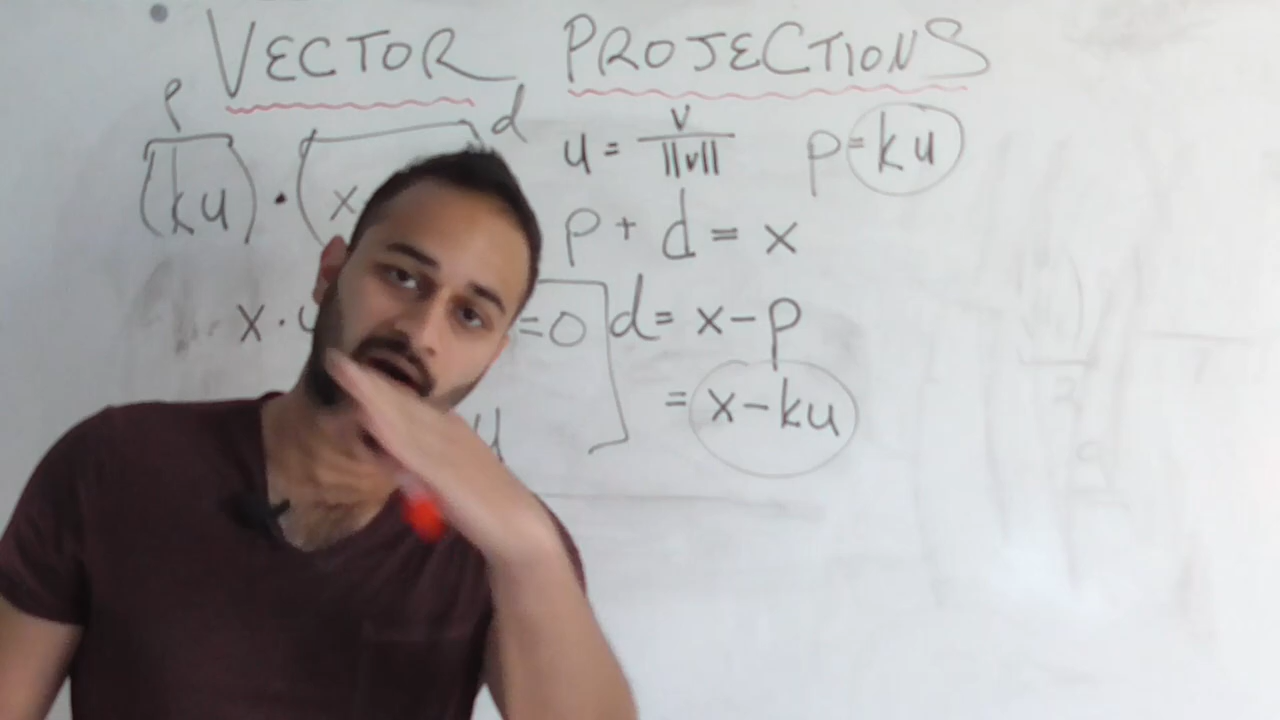 VECTOR PROJECTIONS
p d
(ku) · (x u = v/||v|| p = ku
p + d = x
x · =0 d = x - p
u = x - ku